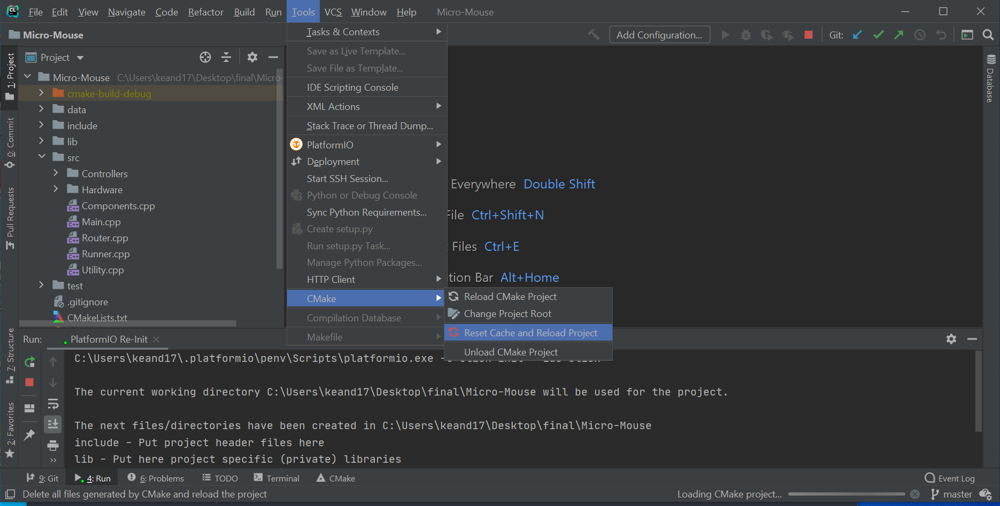 CL
File Edit View Navigate Code Refactor Build Run Tools VCS Window Help Micro-Mouse
Micro-Mouse
Add Configuration...
Git:
1: Project
0: Commit
Pull Requests
7: Structure
2: Favorites
Database
Project
Micro-Mouse C:\Users\keand17\Desktop\final\Micro-
cmake-build-debug
data
include
lib
src
Controllers
Hardware
Components.cpp
Main.cpp
Router.cpp
Runner.cpp
Utility.cpp
test
.gitignore
CMakeLists.txt
Tasks & Contexts
Save as Live Template...
Save File as Template...
IDE Scripting Console
XML Actions
Stack Trace or Thread Dump...
PlatformIO
Deployment
Start SSH Session...
Python or Debug Console
Sync Python Requirements...
Create setup.py
Run setup.py Task...
Manage Python Packages...
HTTP Client
CMake
Compilation Database
Makefile
Reload CMake Project
Change Project Root
Reset Cache and Reload Project
Unload CMake Project
Everywhere Double Shift
File Ctrl+Shift+N
Files Ctrl+E
tion Bar Alt+Home
Run: PlatformIO Re-Init
C:\Users\keand17\.platformio\penv\Scripts\platformio.exe
The current working directory C:\Users\keand17\Desktop\final\Micro-Mouse will be used for the project.
The next files/directories have been created in C:\Users\keand17\Desktop\final\Micro-Mouse
include - Put project header files here
lib - Put here project specific (private) libraries
9: Git 4: Run 6: Problems TODO Terminal CMake Event Log
Delete all files generated by CMake and reload the project Loading CMake project... master